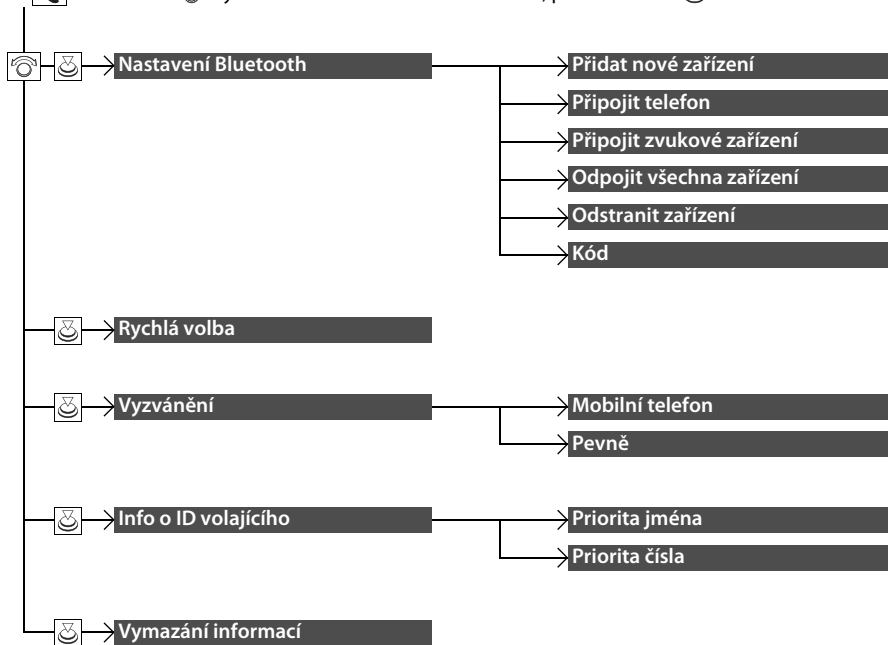 Nastavení Bluetooth
Přidat nové zařízení
Připojit telefon
Připojit zvukové zařízení
Odpojit všechna zařízení
Odstranit zařízení
Kód
Rychlá volba
Vyzvánění
Mobilní telefon
Pevně
Info o ID volajícího
Priorita jména
Priorita čísla
Vymazání informací